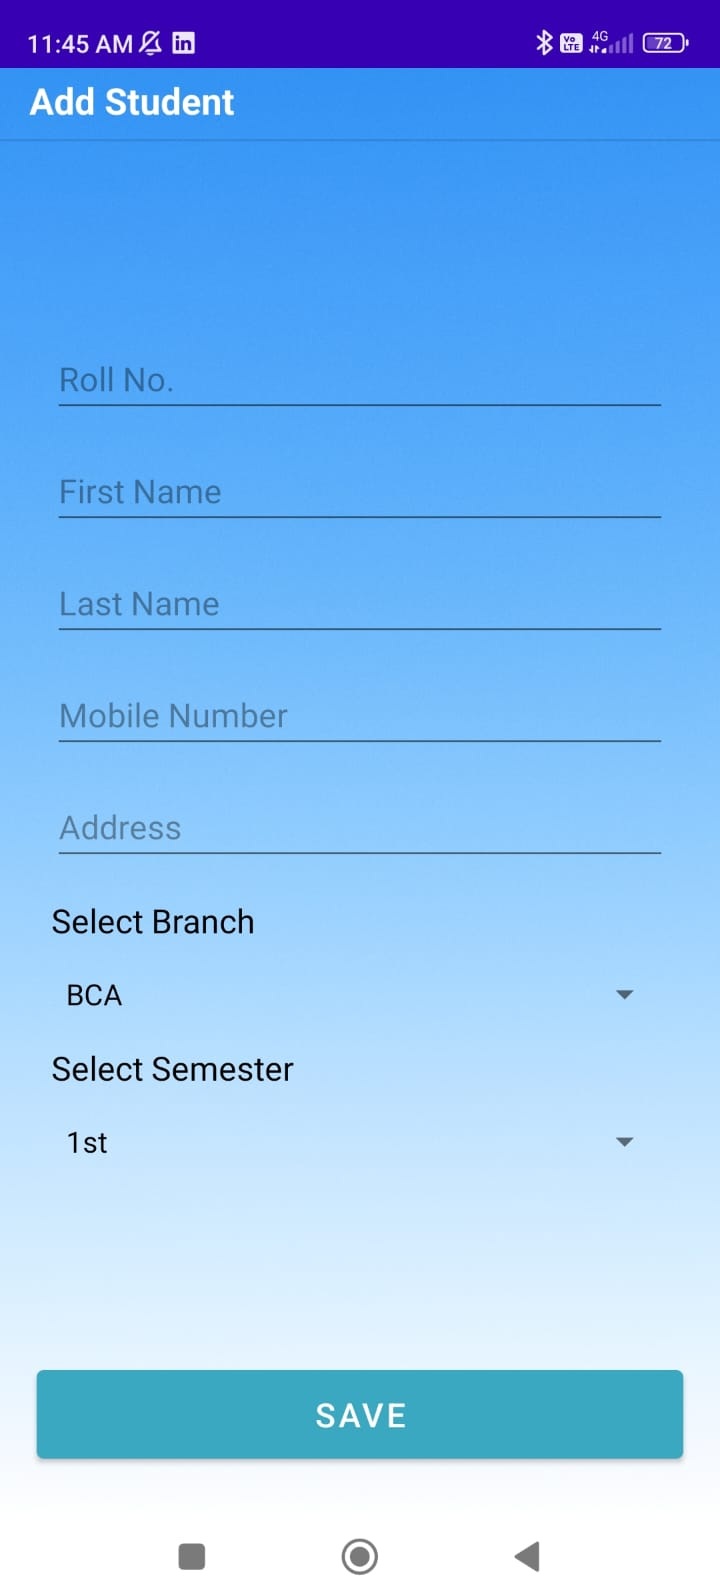 11:45 AM in Vo LTE 4G 72
Add Student
Roll No.
First Name
Last Name
Mobile Number
Address
Select Branch
BCA
Select Semester
1st
SAVE